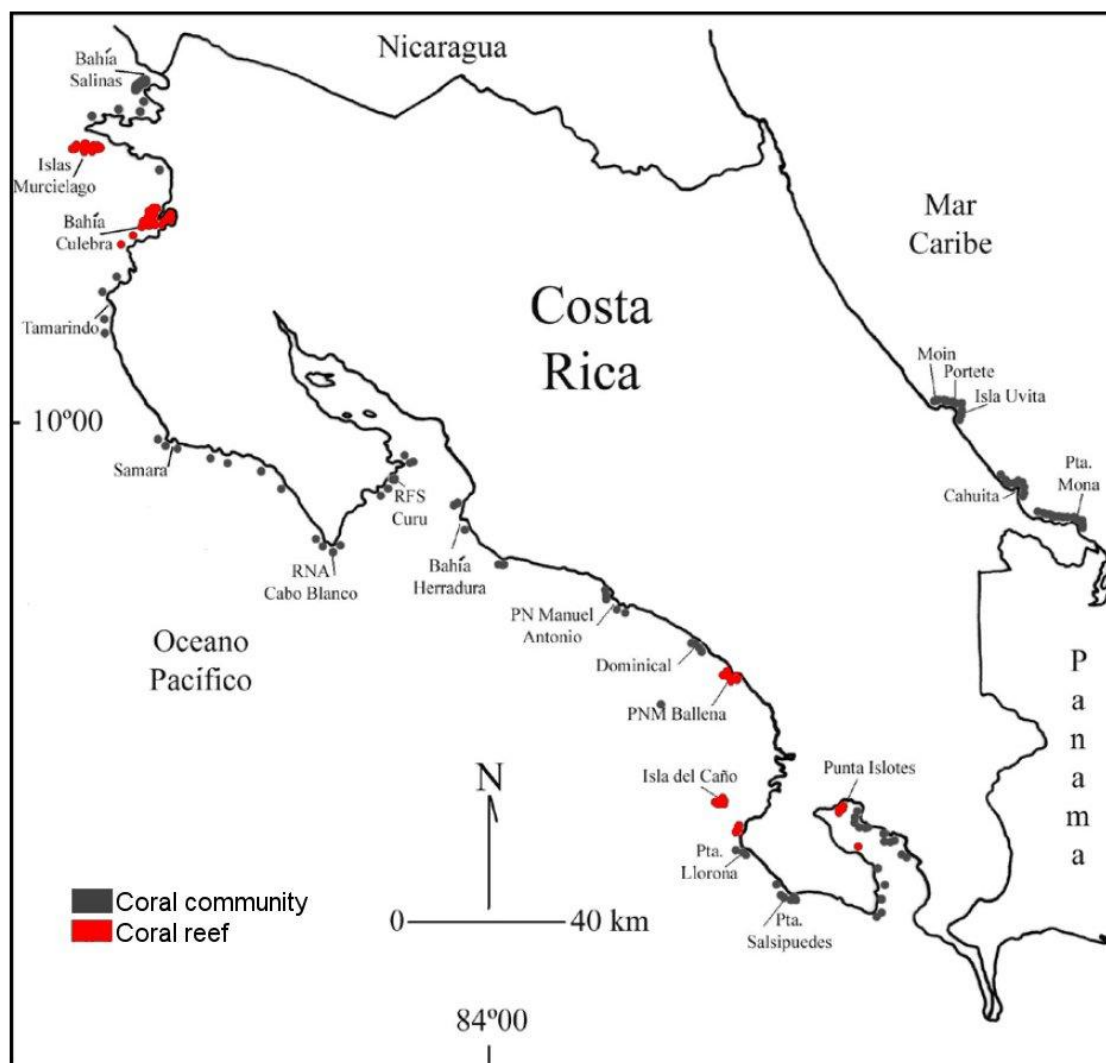 Nicaragua
Bahía
Salinas
Islas
Murcielago
Bahía
Culebra
Mar
Caribe
Costa
Rica
Tamarindo
Moin
Portete
Isla Uvita
10º00
Samara
Cahuita
Pta.
Mona
RFS
Curu
Bahía
Herradura
RNA
Cabo Blanco
PN Manuel
Antonio
Oceano
Pacífico
Dominical
PNM Ballena
Panama
Isla del Caño
Punta Islotes
N
Pta.
Llorona
Pta.
Salsipuedes
Coral community
Coral reef
0
40 km
84º00